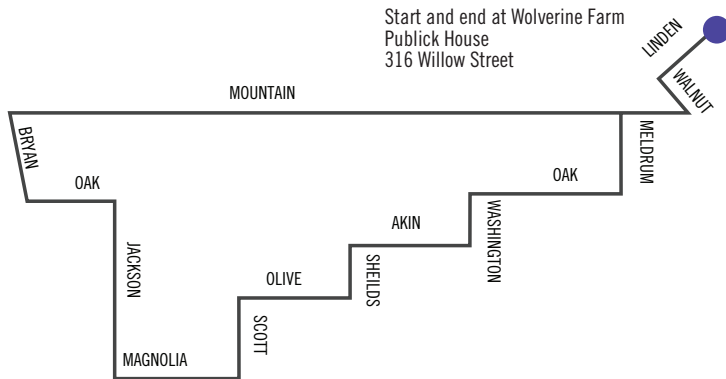 Start and end at Wolverine Farm
Publick House
316 Willow Street
LINDEN
WALNUT
MOUNTAIN
BRYAN
MELDRUM
OAK
OAK
WASHINGTON
AKIN
JACKSON
SHEILDS
OLIVE
SCOTT
MAGNOLIA